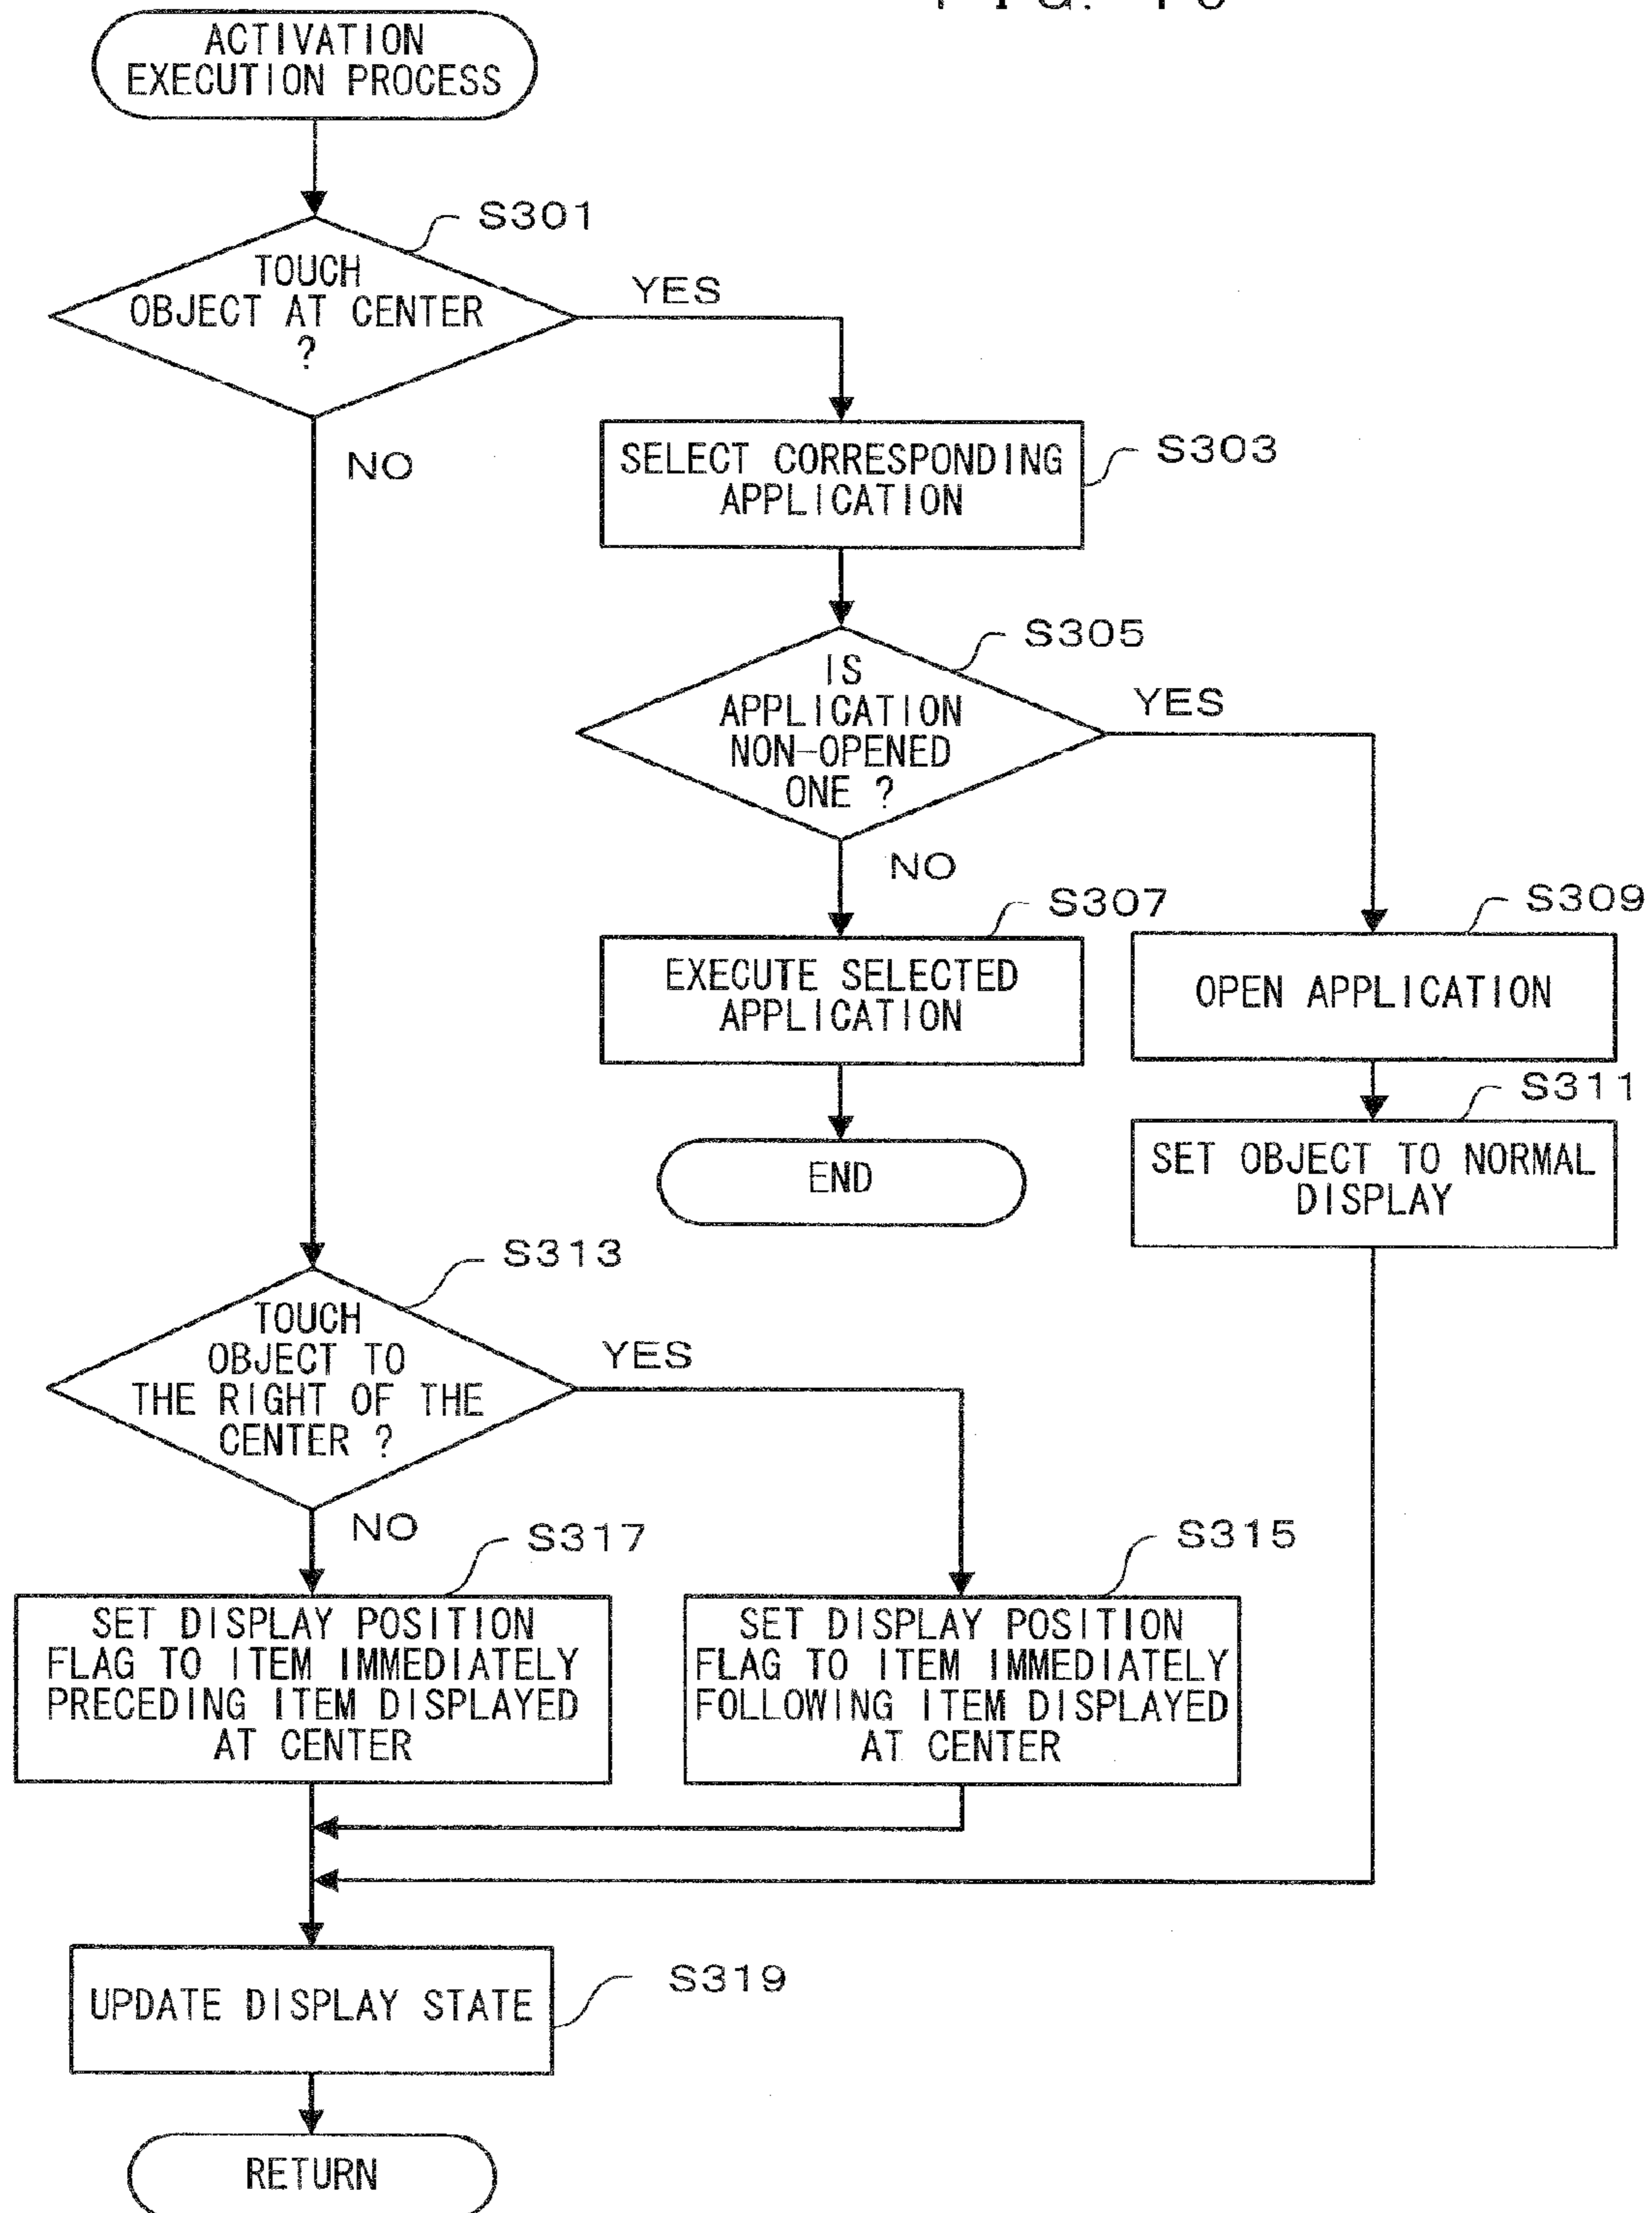 ACTIVATION
EXECUTION PROCESS
S301
TOUCH
OBJECT AT CENTER
?
YES
NO
SELECT CORRESPONDING
APPLICATION
S303
S305
IS
APPLICATION
NON-OPENED
ONE ?
YES
NO
S307
EXECUTE SELECTED
APPLICATION
S309
OPEN APPLICATION
END
S311
SET OBJECT TO NORMAL
DISPLAY
S313
TOUCH
OBJECT TO
THE RIGHT OF THE
CENTER ?
YES
NO
S317
SET DISPLAY POSITION
FLAG TO ITEM IMMEDIATELY
PRECEDING ITEM DISPLAYED
AT CENTER
S315
SET DISPLAY POSITION
FLAG TO ITEM IMMEDIATELY
FOLLOWING ITEM DISPLAYED
AT CENTER
UPDATE DISPLAY STATE
S319
RETURN